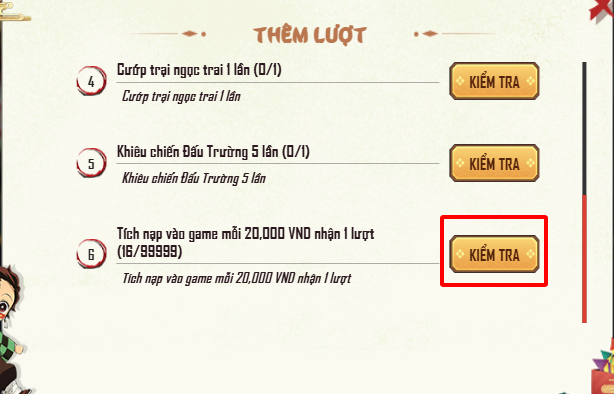 THÊM LƯỢT
4
Cướp trại ngọc trai 1 lần (0/1)
KIỂM TRA
Cướp trại ngọc trai 1 lần
5
Khiêu chiến Đấu Trường 5 lần (0/1)
KIỂM TRA
Khiêu chiến Đấu Trường 5 lần
6
Tích nạp vào game mỗi 20,000 VND nhận 1 lượt
(16/99999)
KIỂM TRA
Tích nạp vào game mỗi 20,000 VND nhận 1 lượt